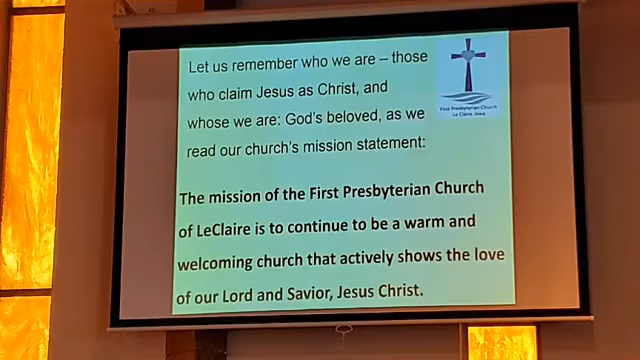 Let us remember who we are – those
who claim Jesus as Christ, and
whose we are: God's beloved, as we
read our church's mission statement:
First Presbyterian Church
Le Claire, Iowa
The mission of the First Presbyterian Church
of LeClaire is to continue to be a warm and
welcoming church that actively shows the love
of our Lord and Savior, Jesus Christ.